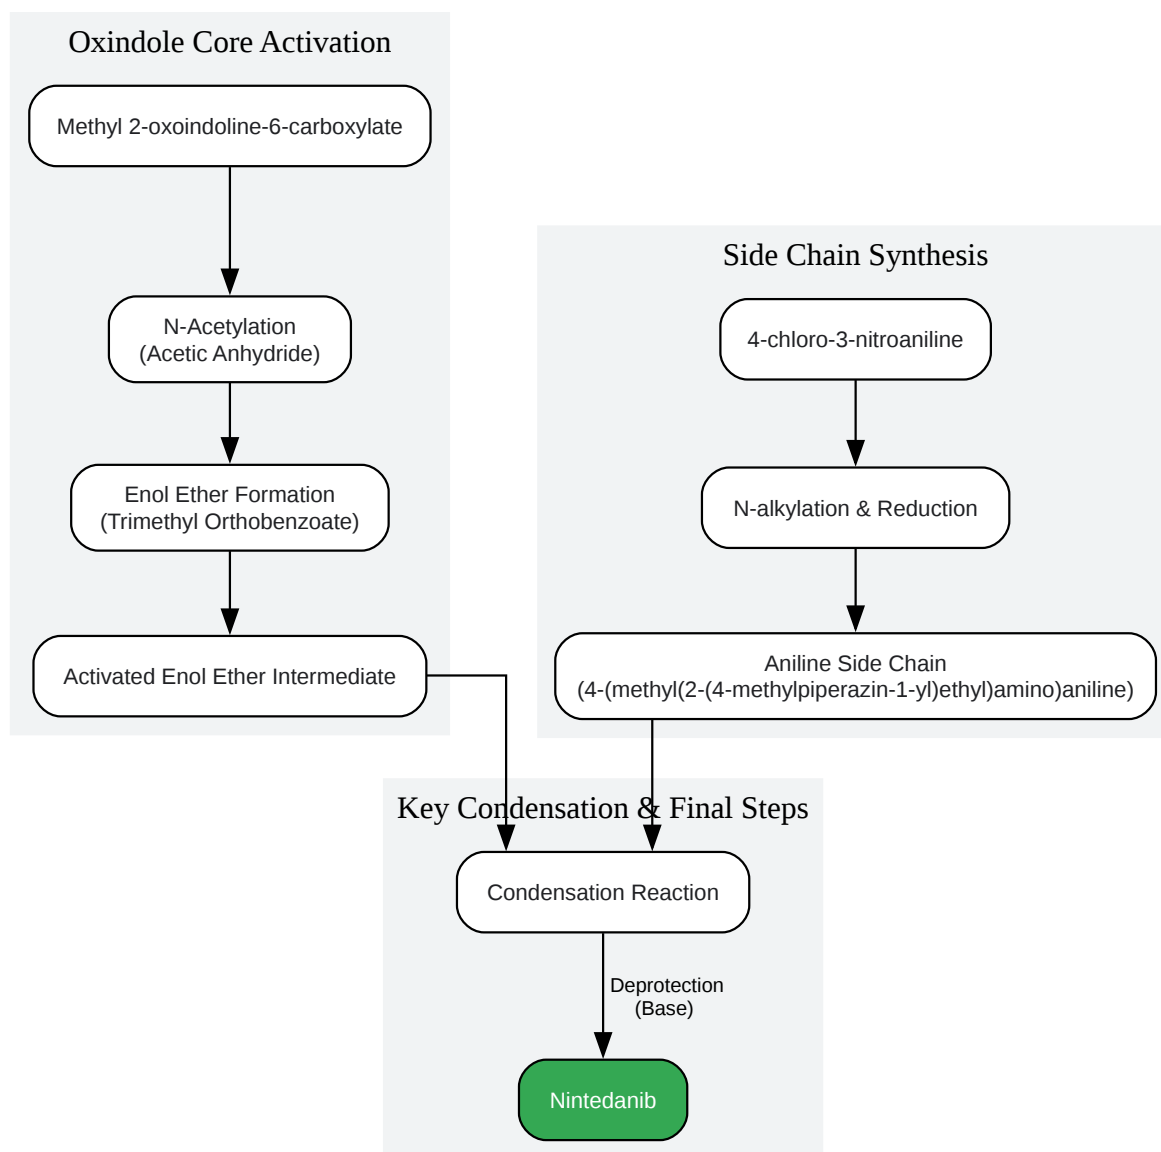 Oxindole Core Activation
Methyl 2-oxoindoline-6-carboxylate
N-Acetylation
(Acetic Anhydride)
Enol Ether Formation
(Trimethyl Orthobenzoate)
Activated Enol Ether Intermediate
Side Chain Synthesis
4-chloro-3-nitroaniline
N-alkylation & Reduction
Aniline Side Chain
(4-(methyl(2-(4-methylpiperazin-1-yl)ethyl)amino)aniline)
Key Condensation & Final Steps
Condensation Reaction
Deprotection
(Base)
Nintedanib